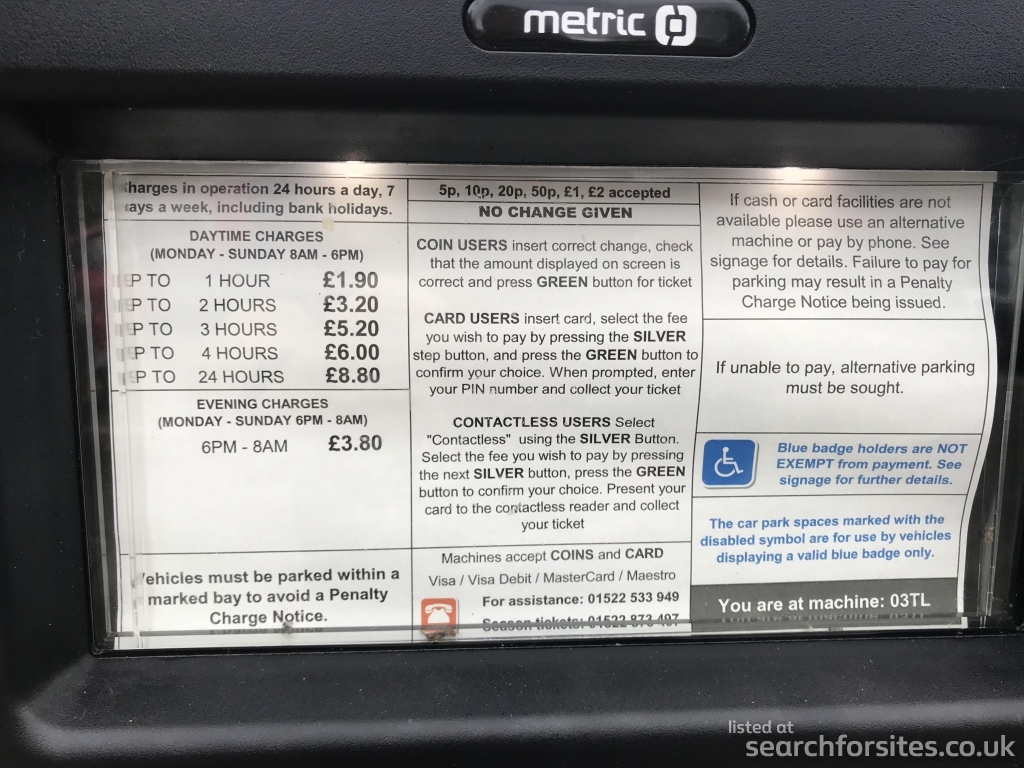 metric
harges in operation 24 hours a day, 7
ays a week, including bank holidays.
DAYTIME CHARGES
(MONDAY - SUNDAY 8AM - 6PM)
P TO 1 HOUR £1.90
P TO 2 HOURS £3.20
P TO 3 HOURS £5.20
P TO 4 HOURS £6.00
P TO 24 HOURS £8.80
EVENING CHARGES
(MONDAY - SUNDAY 6PM - 8AM)
6PM - 8AM £3.80
ehicles must be parked within a
marked bay to avoid a Penalty
Charge Notice.
5p, 10p, 20p, 50p, £1, £2 accepted
NO CHANGE GIVEN
COIN USERS insert correct change, check
that the amount displayed on screen is
correct and press GREEN button for ticket
CARD USERS insert card, select the fee
you wish to pay by pressing the SILVER
step button, and press the GREEN button to
confirm your choice. When prompted, enter
your PIN number and collect your ticket
CONTACTLESS USERS Select
"Contactless" using the SILVER Button.
Select the fee you wish to pay by pressing
the next SILVER button, press the GREEN
button to confirm your choice. Present your
card to the contactless reader and collect
your ticket
Machines accept COINS and CARD
Visa / Visa Debit / MasterCard / Maestro
For assistance: 01522 533 949
Season tickets: 01522 873 497
If cash or card facilities are not
available please use an alternative
machine or pay by phone. See
signage for details. Failure to pay for
parking may result in a Penalty
Charge Notice being issued.
If unable to pay, alternative parking
must be sought.
Blue badge holders are NOT
EXEMPT from payment. See
signage for further details.
The car park spaces marked with the
disabled symbol are for use by vehicles
displaying a valid blue badge only.
You are at machine: 03TL
listed at
searchforsites.co.uk